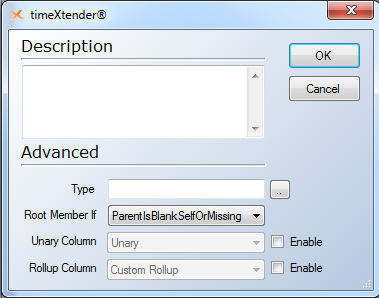 timeXtender®
Description
OK
Cancel
Advanced
Type ..
Root Member If ParentIsBlankSelfOrMissing
Unary Column Unary Enable
Rollup Column Custom Rollup Enable